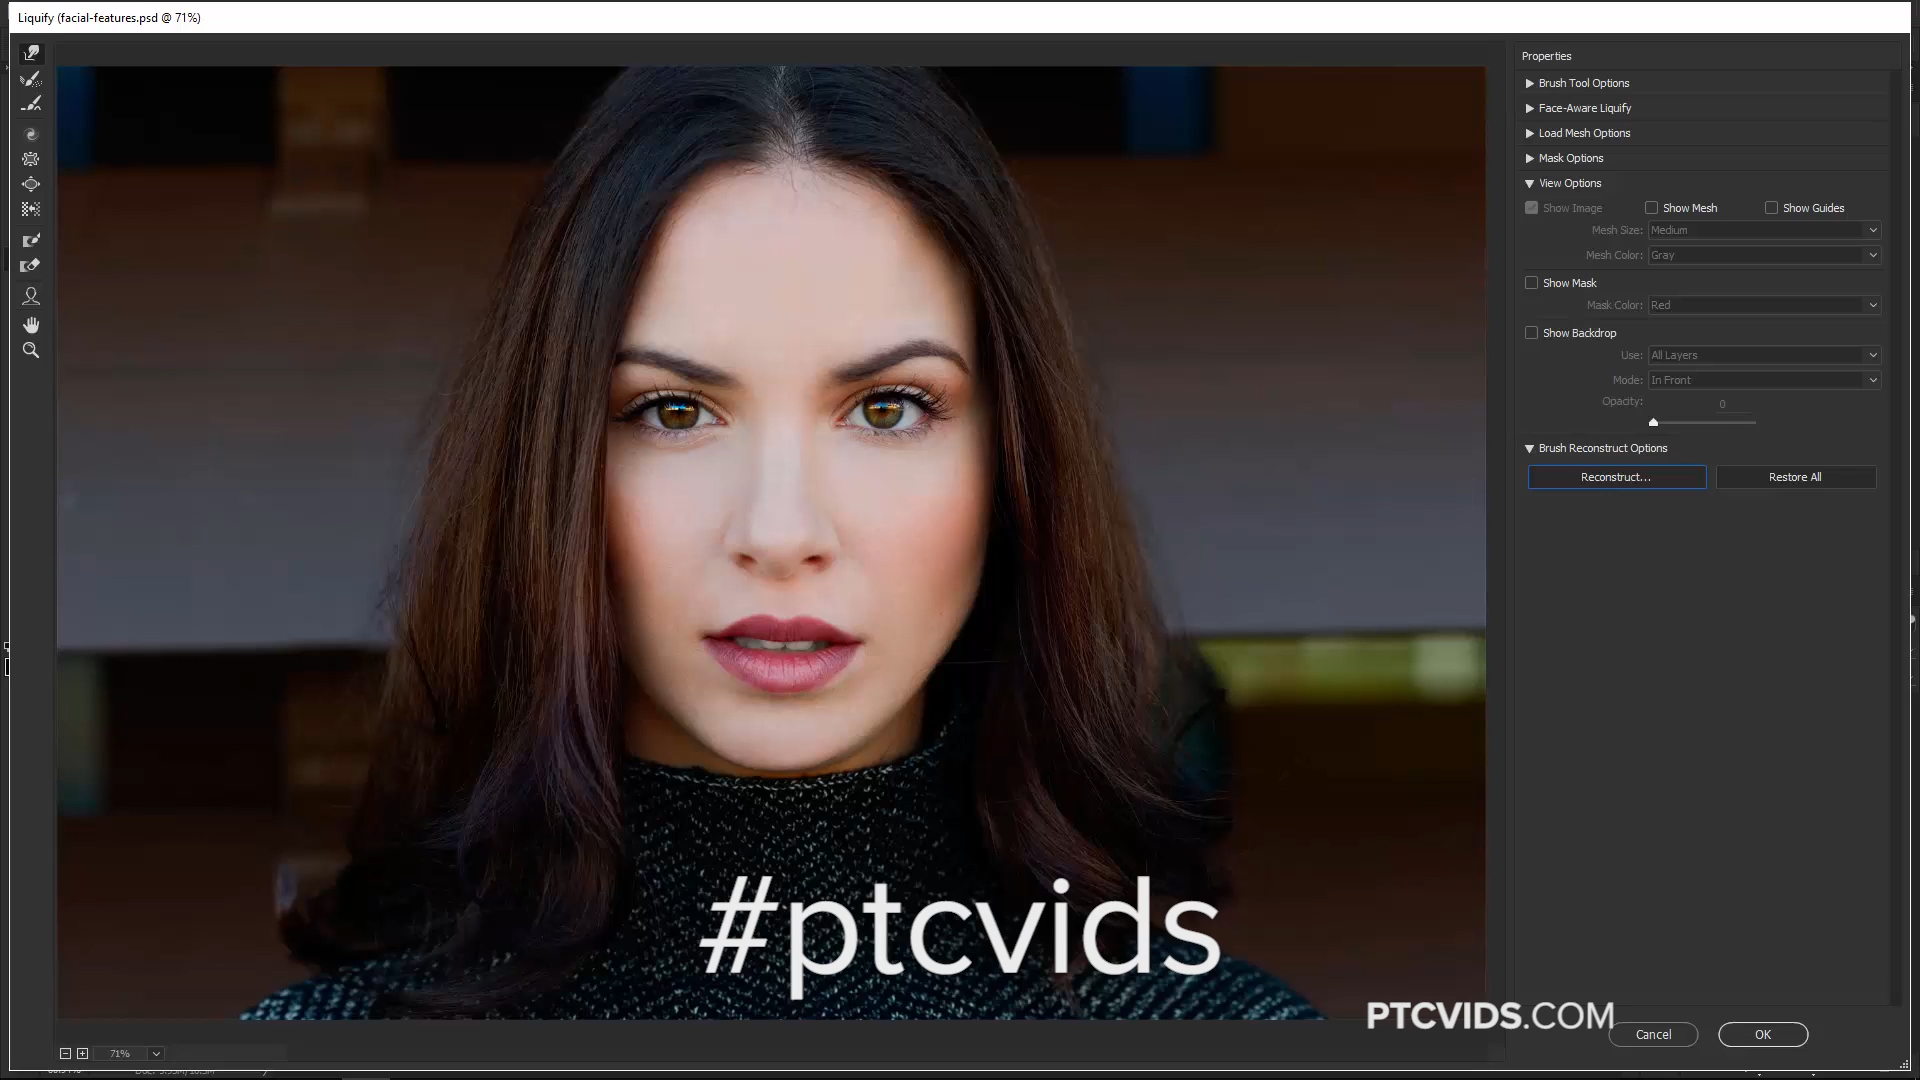 Liquify (facial-features.psd @ 71%)
Properties
Brush Tool Options
Face-Aware Liquify
Load Mesh Options
Mask Options
View Options
Show Image Show Mesh Show Guides
Mesh Size: Medium
Mesh Color: Gray
Show Mask
Mask Color: Red
Show Backdrop
Use: All Layers
Mode: In Front
Opacity: 0
Brush Reconstruct Options
Reconstruct... Restore All
#ptcvids
PTCVIDS.COM
Cancel OK
71%